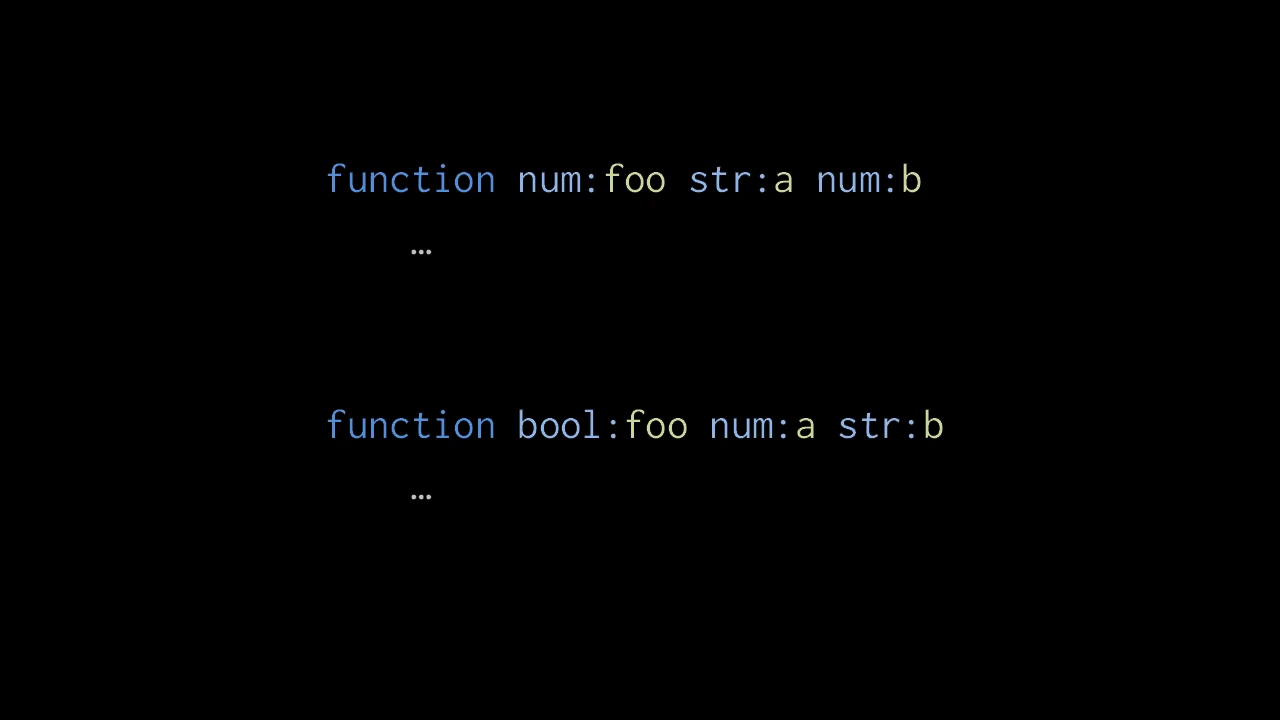 function num:foo str:a num:b
…
function bool:foo num:a str:b
…